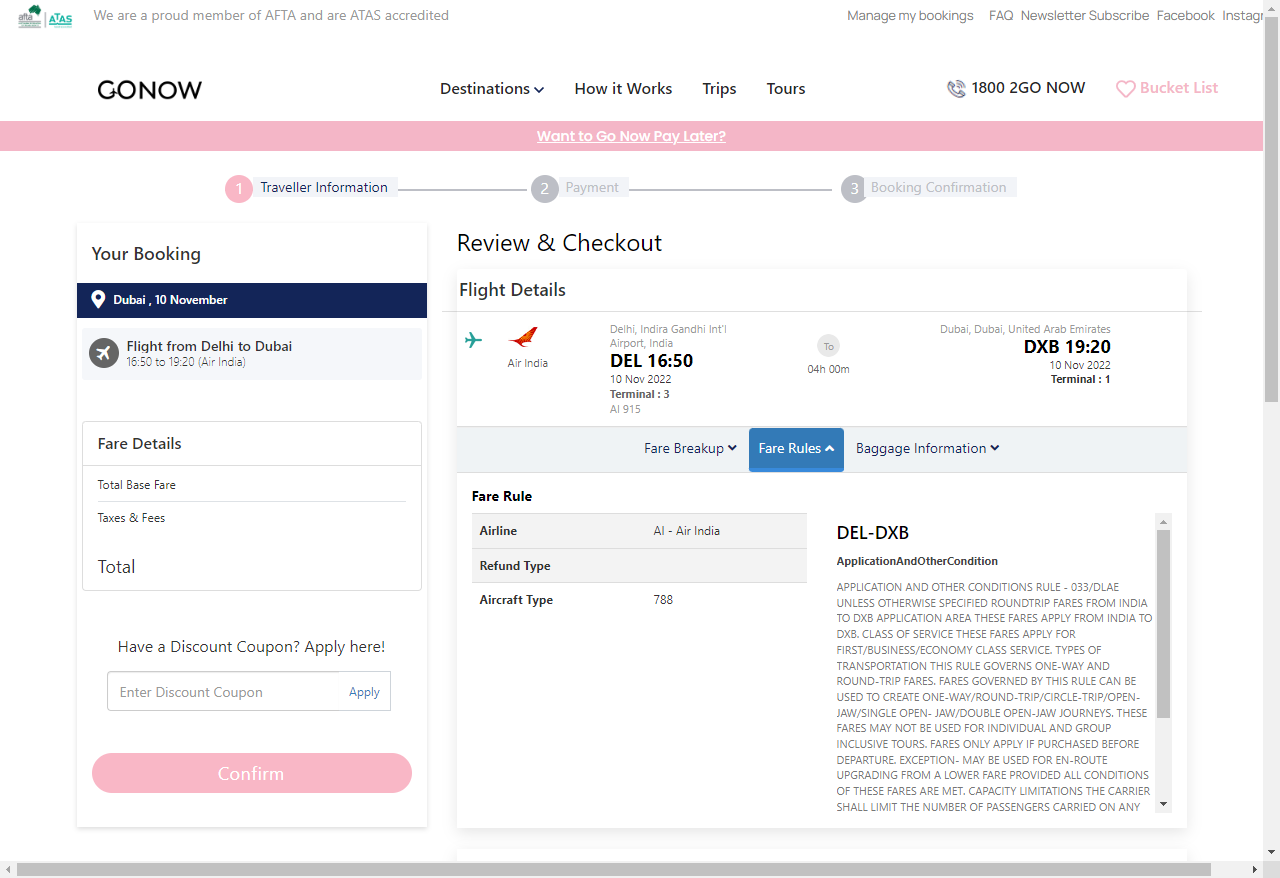 afta ATAS
We are a proud member of AFTA and are ATAS accredited
Manage my bookings FAQ Newsletter Subscribe Facebook Instagr
GONOW
Destinations How it Works Trips Tours
1800 2GO NOW
Bucket List
Want to Go Now Pay Later?
1 Traveller Information 2 Payment 3 Booking Confirmation
Your Booking
Dubai , 10 November
Flight from Delhi to Dubai
16:50 to 19:20 (Air India)
Fare Details
Total Base Fare
Taxes & Fees
Total
Have a Discount Coupon? Apply here!
Enter Discount Coupon Apply
Confirm
Review & Checkout
Flight Details
Air India
Delhi, Indira Gandhi Int'l
Airport, India
DEL 16:50
10 Nov 2022
Terminal : 3
AI 915
To
04h 00m
Dubai, Dubai, United Arab Emirates
DXB 19:20
10 Nov 2022
Terminal : 1
Fare Breakup Fare Rules Baggage Information
Fare Rule
Airline AI - Air India
Refund Type
Aircraft Type 788
DEL-DXB
ApplicationAndOtherCondition
APPLICATION AND OTHER CONDITIONS RULE - 033/DLAE
UNLESS OTHERWISE SPECIFIED ROUNDTRIP FARES FROM INDIA
TO DXB APPLICATION AREA THESE FARES APPLY FROM INDIA TO
DXB. CLASS OF SERVICE THESE FARES APPLY FOR
FIRST/BUSINESS/ECONOMY CLASS SERVICE. TYPES OF
TRANSPORTATION THIS RULE GOVERNS ONE-WAY AND
ROUND-TRIP FARES. FARES GOVERNED BY THIS RULE CAN BE
USED TO CREATE ONE-WAY/ROUND-TRIP/CIRCLE-TRIP/OPEN-
JAW/SINGLE OPEN- JAW/DOUBLE OPEN-JAW JOURNEYS. THESE
FARES MAY NOT BE USED FOR INDIVIDUAL AND GROUP
INCLUSIVE TOURS. FARES ONLY APPLY IF PURCHASED BEFORE
DEPARTURE. EXCEPTION- MAY BE USED FOR EN-ROUTE
UPGRADING FROM A LOWER FARE PROVIDED ALL CONDITIONS
OF THESE FARES ARE MET. CAPACITY LIMITATIONS THE CARRIER
SHALL LIMIT THE NUMBER OF PASSENGERS CARRIED ON ANY